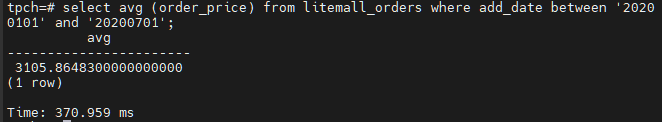 tpch=# select avg (order_price) from litemall_orders where add_date between '2020
0101' and '20200701';
avg
-----------------------
3105.8648300000000000
(1 row)
Time: 370.959 ms